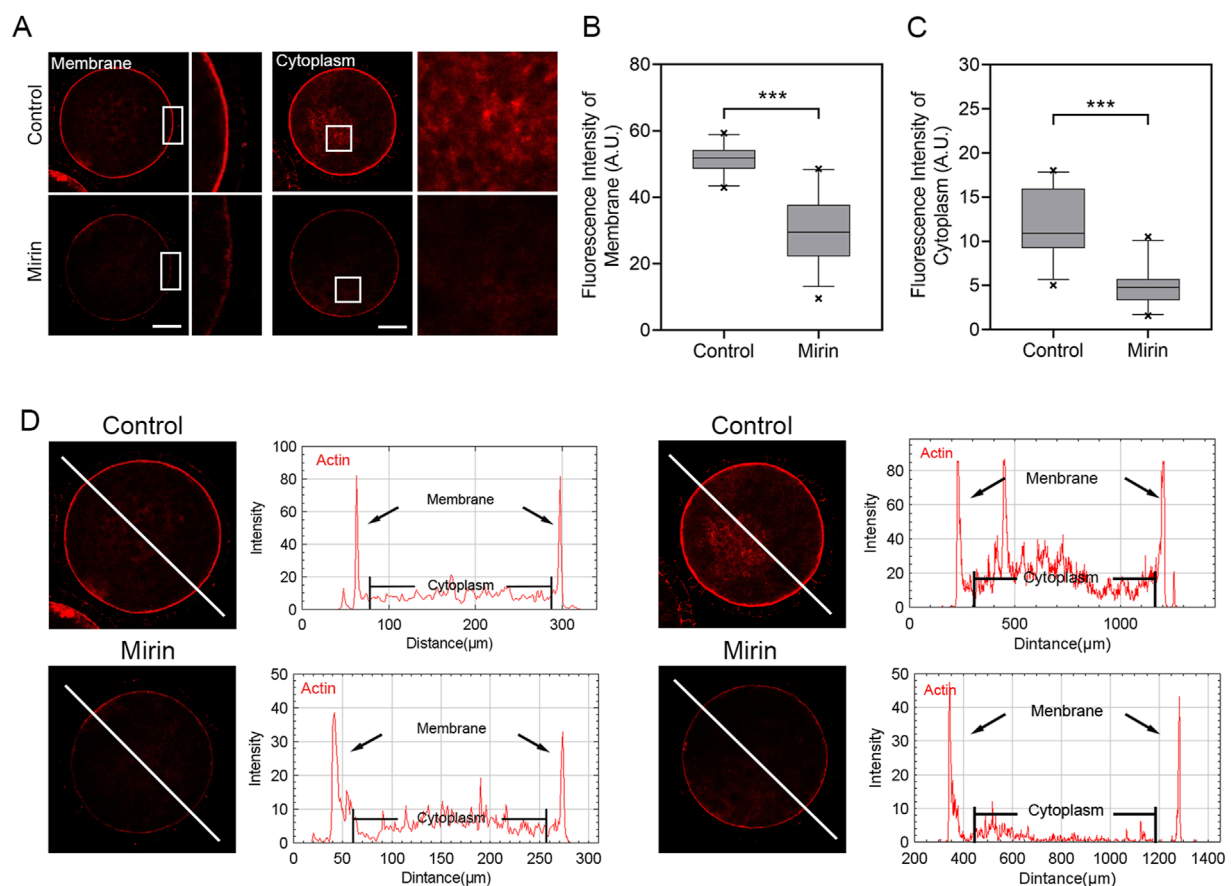 A
Membrane
Cytoplasm
Control
Mirin
B
Fluorescence Intensity of
Membrane (A.U.)
80
60
40
20
0
***
Control
Mirin
C
Fluorescence Intensity of
Cytoplasm (A.U.)
30
25
20
15
10
5
0
***
Control
Mirin
D
Control
Actin
Membrane
Cytoplasm
Intensity
100
80
60
40
20
0
0
100
200
300
Distance(μm)
Control
Actin
Menbrane
Cytoplasm
Intensity
80
60
40
20
0
0
500
1000
Distance(μm)
Mirin
Actin
Membrane
Cytoplasm
Intensity
50
40
30
20
10
0
0
50
100
150
200
250
300
Distance(μm)
Mirin
Actin
Menbrane
Cytoplasm
Intensity
50
40
30
20
10
0
200
400
600
800
1000
1200
1400
Distance(μm)